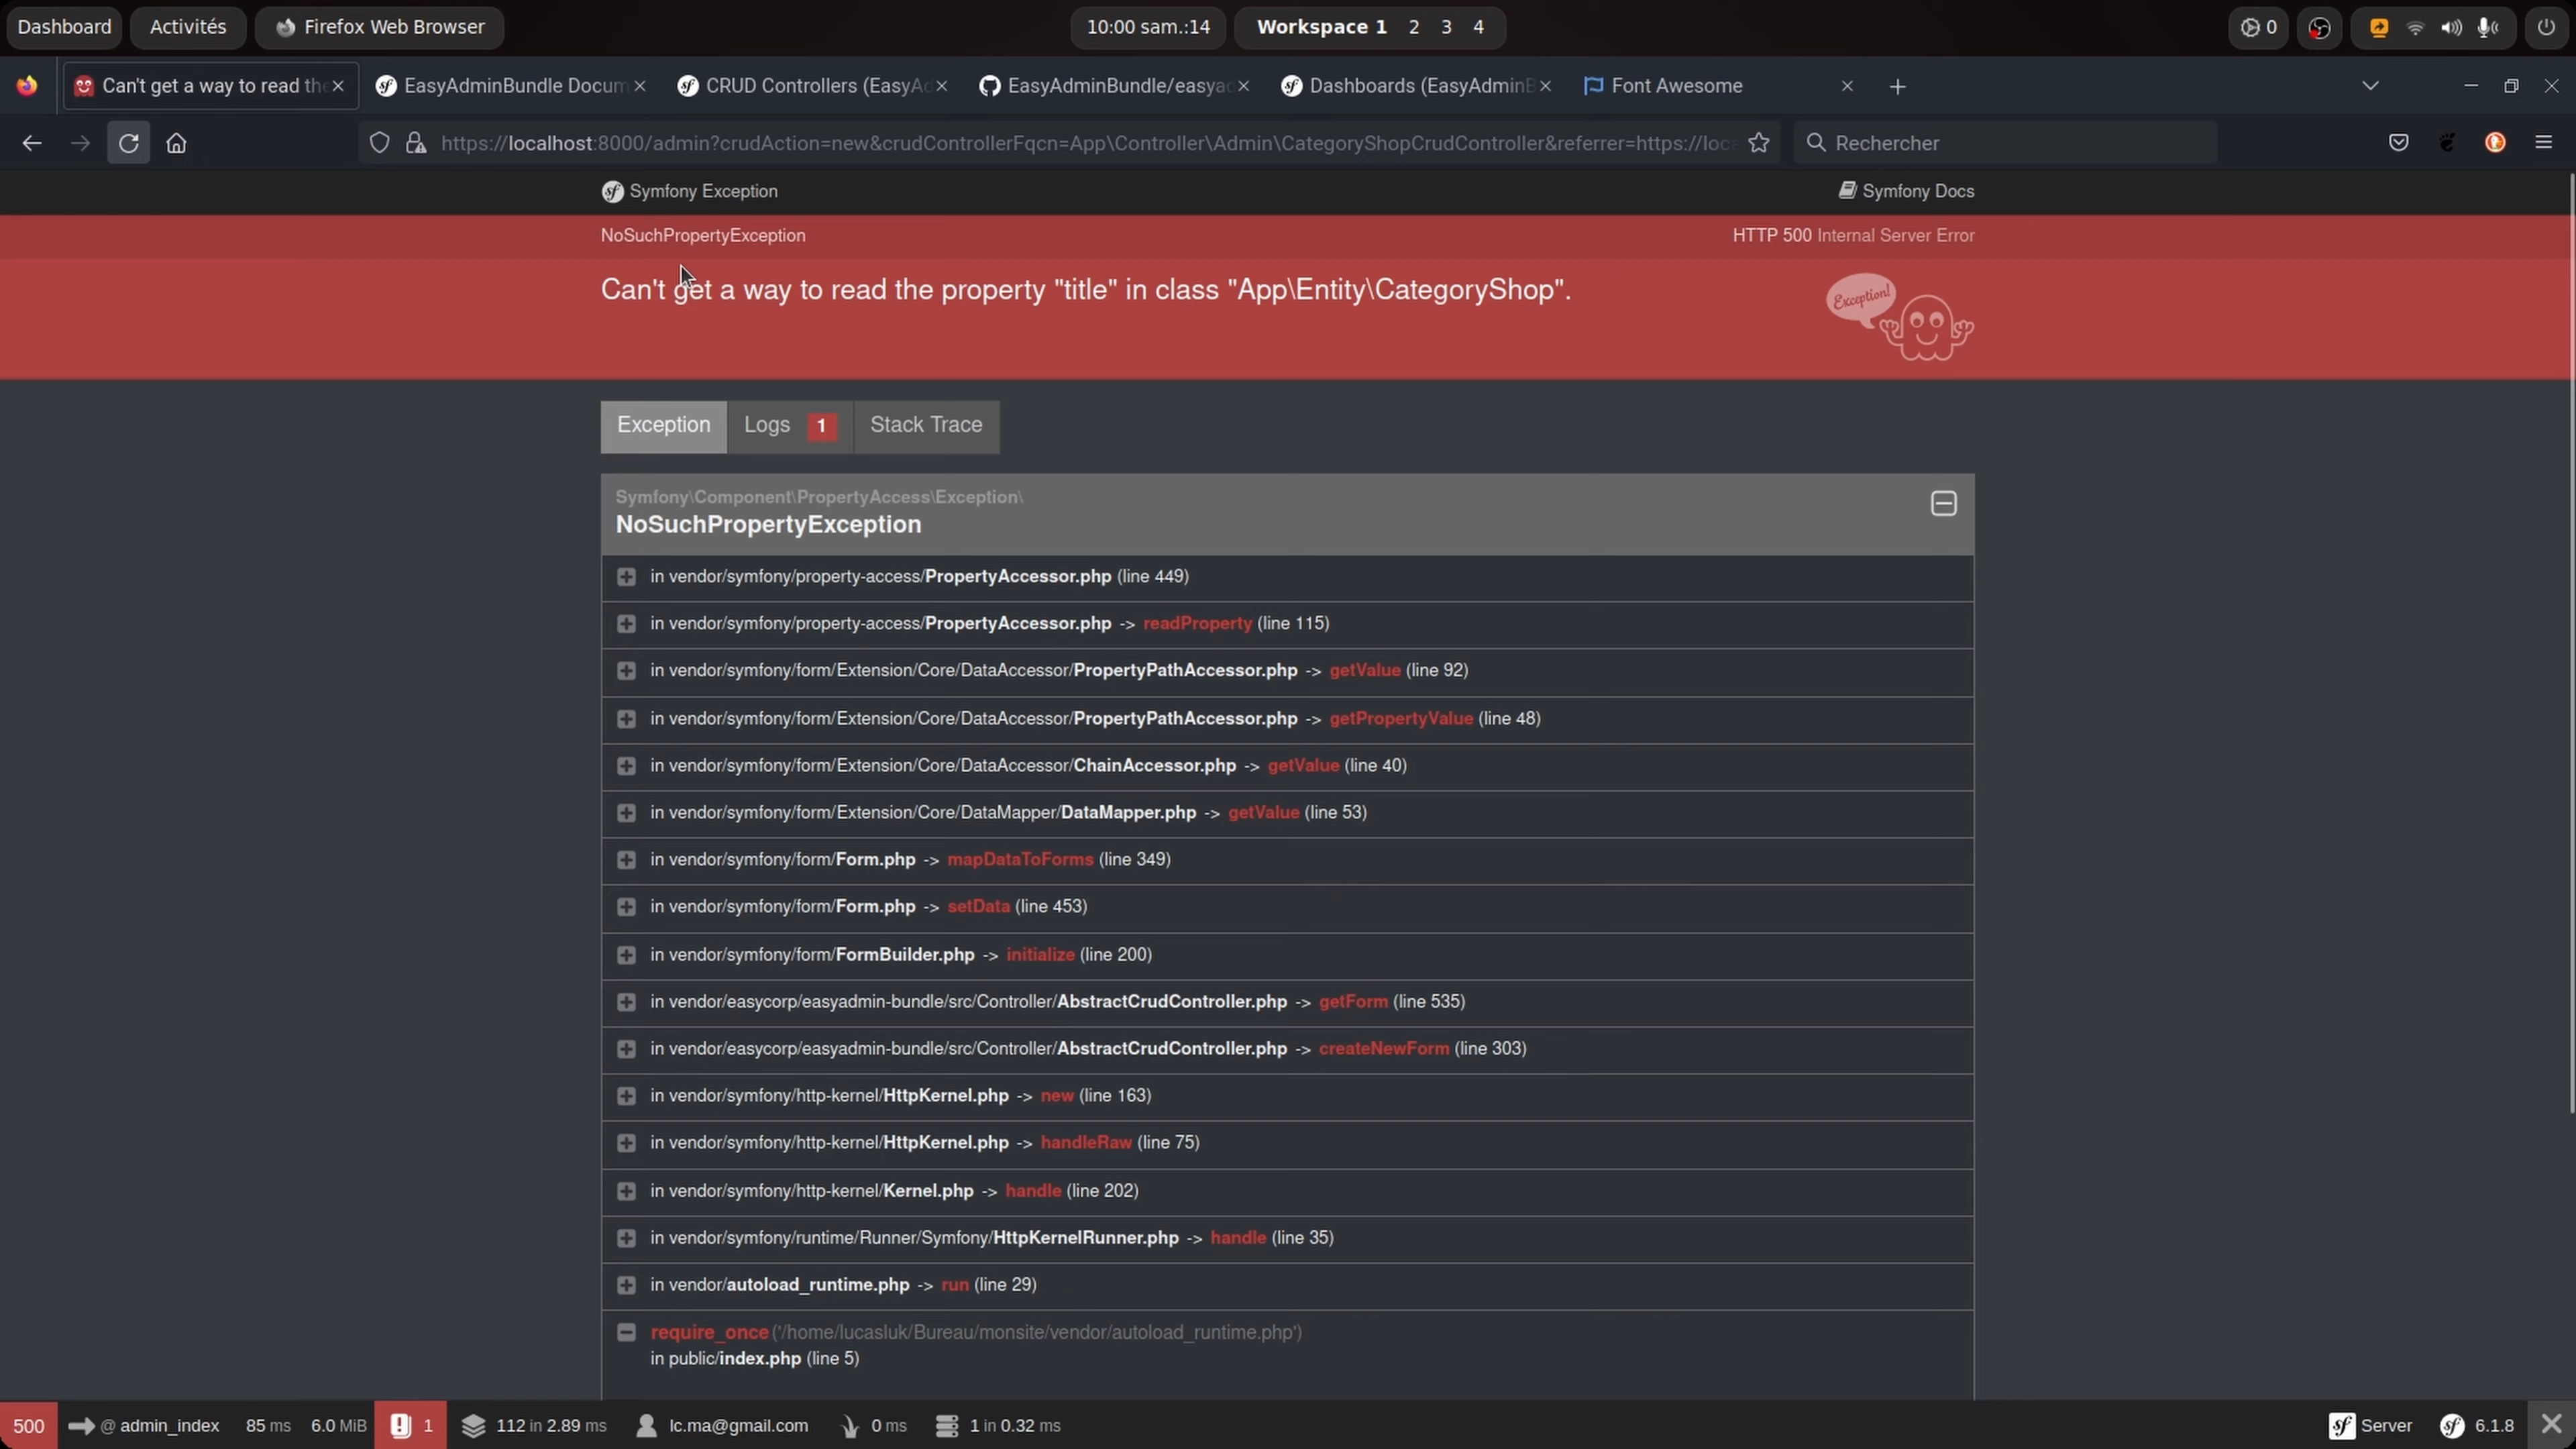 Dashboard
Activités
Firefox Web Browser
10:00 sam.:14
Workspace 1 2 3 4
0
Can't get a way to read the
EasyAdminBundle Docum
CRUD Controllers (EasyAd
EasyAdminBundle/easyad
Dashboards (EasyAdminB
Font Awesome
https://localhost:8000/admin?crudAction=new&crudControllerFqcn=App\Controller\Admin\CategoryShopCrudController&referrer=https://loc
Rechercher
Symfony Exception
Symfony Docs
NoSuchPropertyException
HTTP 500 Internal Server Error
Can't get a way to read the property "title" in class "App\Entity\CategoryShop".
Exception!
Exception
Logs 1
Stack Trace
Symfony\Component\PropertyAccess\Exception\
NoSuchPropertyException
in vendor/symfony/property-access/PropertyAccessor.php (line 449)
in vendor/symfony/property-access/PropertyAccessor.php -> readProperty (line 115)
in vendor/symfony/form/Extension/Core/DataAccessor/PropertyPathAccessor.php -> getValue (line 92)
in vendor/symfony/form/Extension/Core/DataAccessor/PropertyPathAccessor.php -> getPropertyValue (line 48)
in vendor/symfony/form/Extension/Core/DataAccessor/ChainAccessor.php -> getValue (line 40)
in vendor/symfony/form/Extension/Core/DataMapper/DataMapper.php -> getValue (line 53)
in vendor/symfony/form/Form.php -> mapDataToForms (line 349)
in vendor/symfony/form/Form.php -> setData (line 453)
in vendor/symfony/form/FormBuilder.php -> initialize (line 200)
in vendor/easycorp/easyadmin-bundle/src/Controller/AbstractCrudController.php -> getForm (line 535)
in vendor/easycorp/easyadmin-bundle/src/Controller/AbstractCrudController.php -> createNewForm (line 303)
in vendor/symfony/http-kernel/HttpKernel.php -> new (line 163)
in vendor/symfony/http-kernel/HttpKernel.php -> handleRaw (line 75)
in vendor/symfony/http-kernel/Kernel.php -> handle (line 202)
in vendor/symfony/runtime/Runner/Symfony/HttpKernelRunner.php -> handle (line 35)
in vendor/autoload_runtime.php -> run (line 29)
require_once('/home/lucasluk/Bureau/monsite/vendor/autoload_runtime.php')
in public/index.php (line 5)
500 @ admin_index 85 ms 6.0 MiB 1 112 in 2.89 ms lc.ma@gmail.com 0 ms 1 in 0.32 ms Server 6.1.8